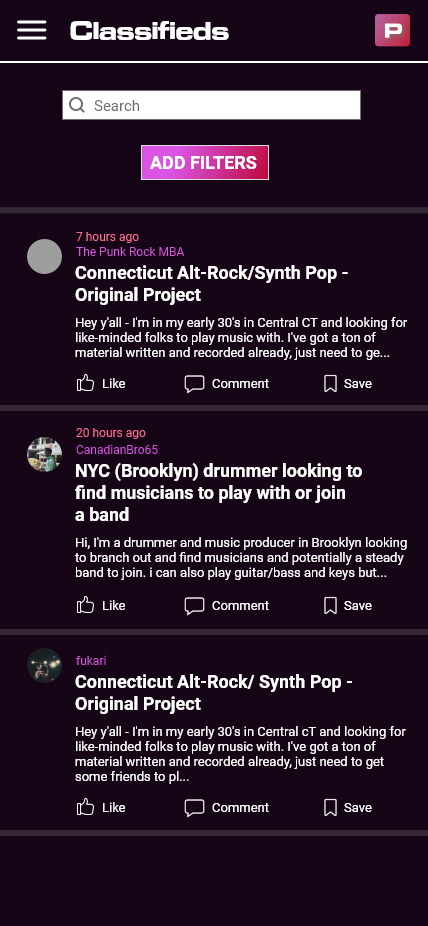 Classifieds
P
Search
ADD FILTERS
7 hours ago
The Punk Rock MBA
Connecticut Alt-Rock/Synth Pop -
Original Project
Hey y'all - I'm in my early 30's in Central CT and looking for
like-minded folks to play music with. I've got a ton of
material written and recorded already, just need to ge...
Like Comment Save
20 hours ago
CanadianBro65
NYC (Brooklyn) drummer looking to
find musicians to play with or join
a band
Hi, I'm a drummer and music producer in Brooklyn looking
to branch out and find musicians and potentially a steady
band to join. i can also play guitar/bass and keys but...
Like Comment Save
fukari
Connecticut Alt-Rock/ Synth Pop -
Original Project
Hey y'all - I'm in my early 30's in Central cT and looking for
like-minded folks to play music with. I've got a ton of
material written and recorded already, just need to get
some friends to pl...
Like Comment Save